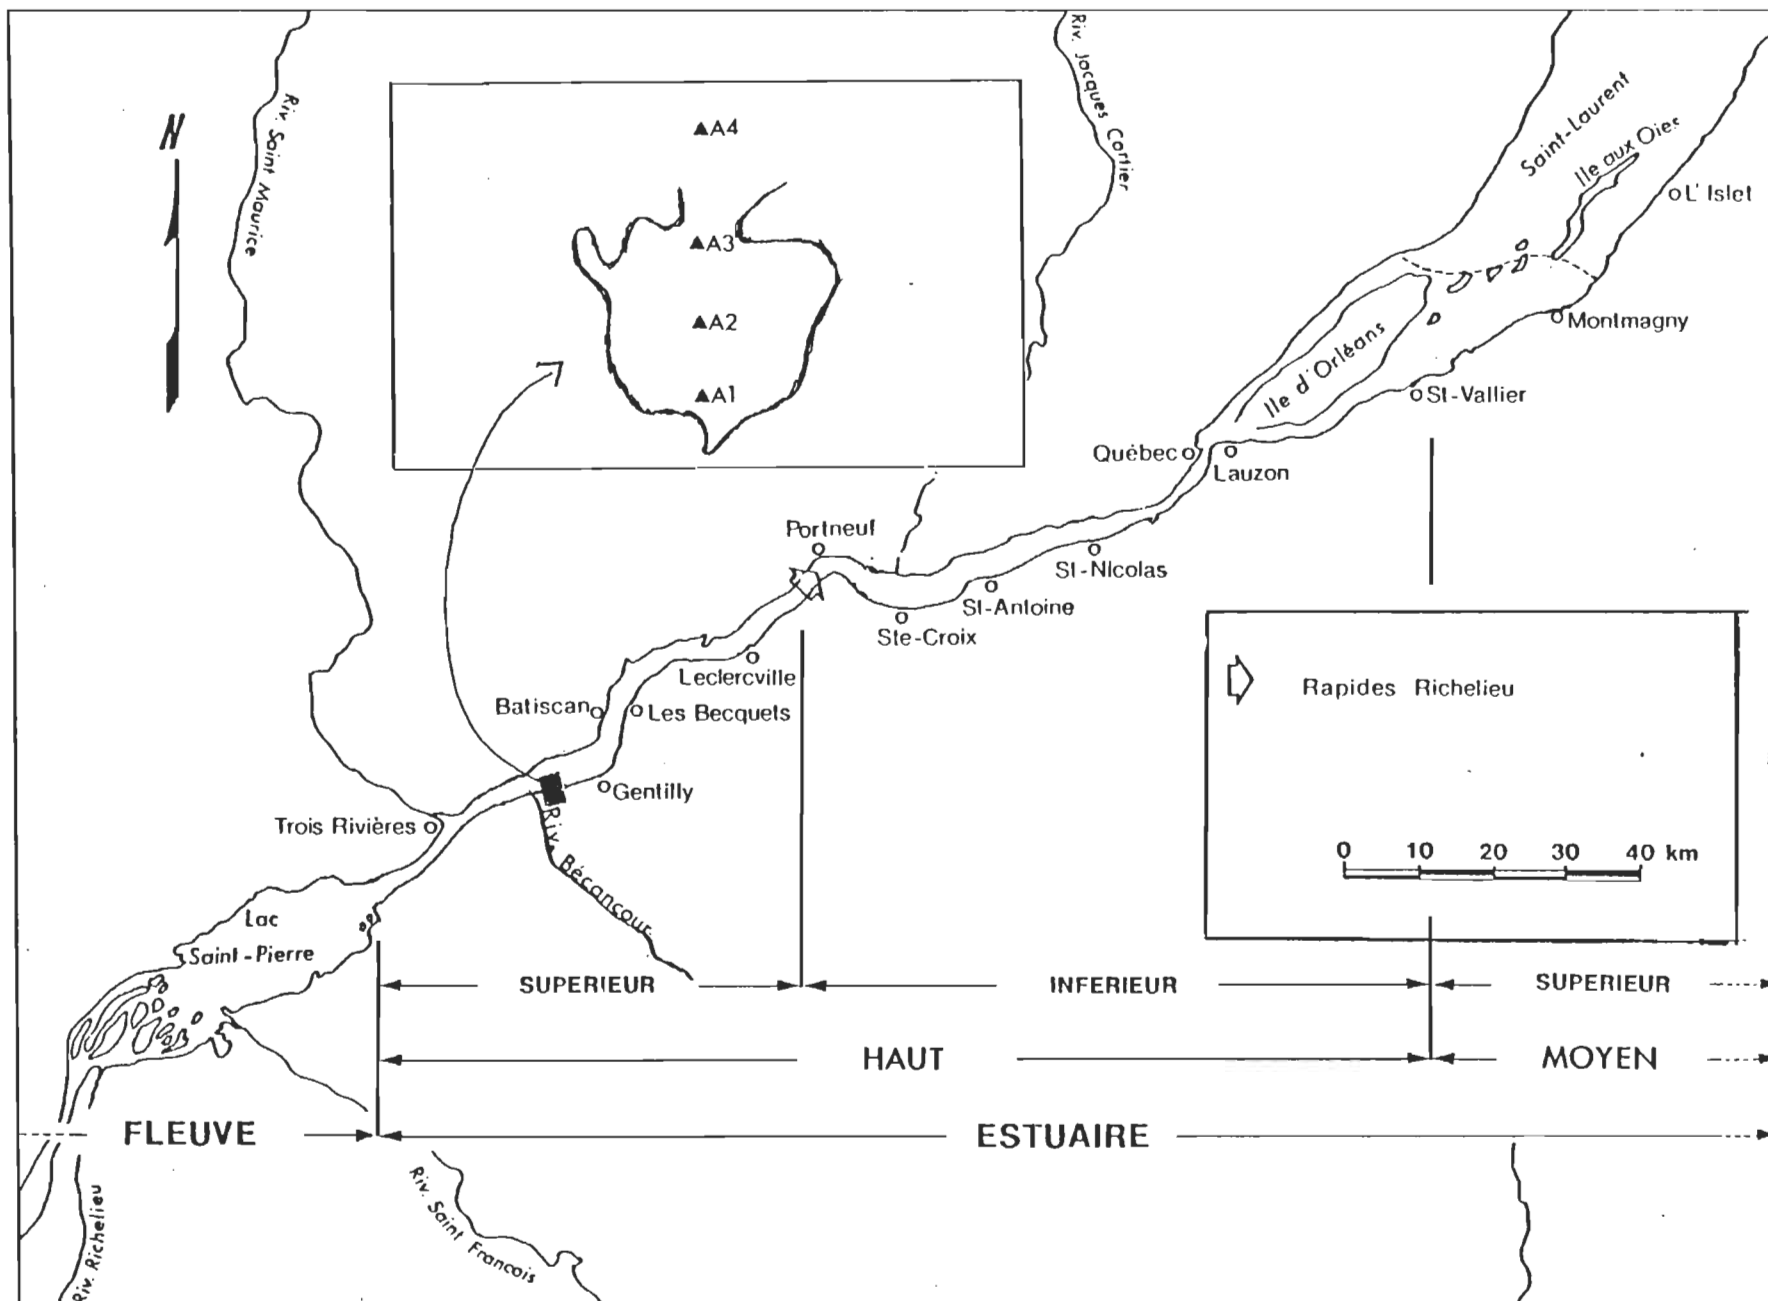 N
Riv. Saint Maurice
Riv. Jacques Cartier
▲A4
▲A3
▲A2
▲A1
Saint-Laurent
Ile aux Oies
L' Islet
Montmagny
Ile d'Orléans
St-Vallier
Québec
Lauzon
Portneuf
St-Nicolas
St-Antoine
Ste-Croix
Leclercville
Batiscan
Les Becquets
Gentilly
Trois Rivières
Riv. Bécancour
Lac
Saint-Pierre
Rapides Richelieu
0 10 20 30 40 km
SUPERIEUR
INFERIEUR
SUPERIEUR
HAUT
MOYEN
FLEUVE
ESTUAIRE
Riv. Richelieu
Riv. Saint Francois